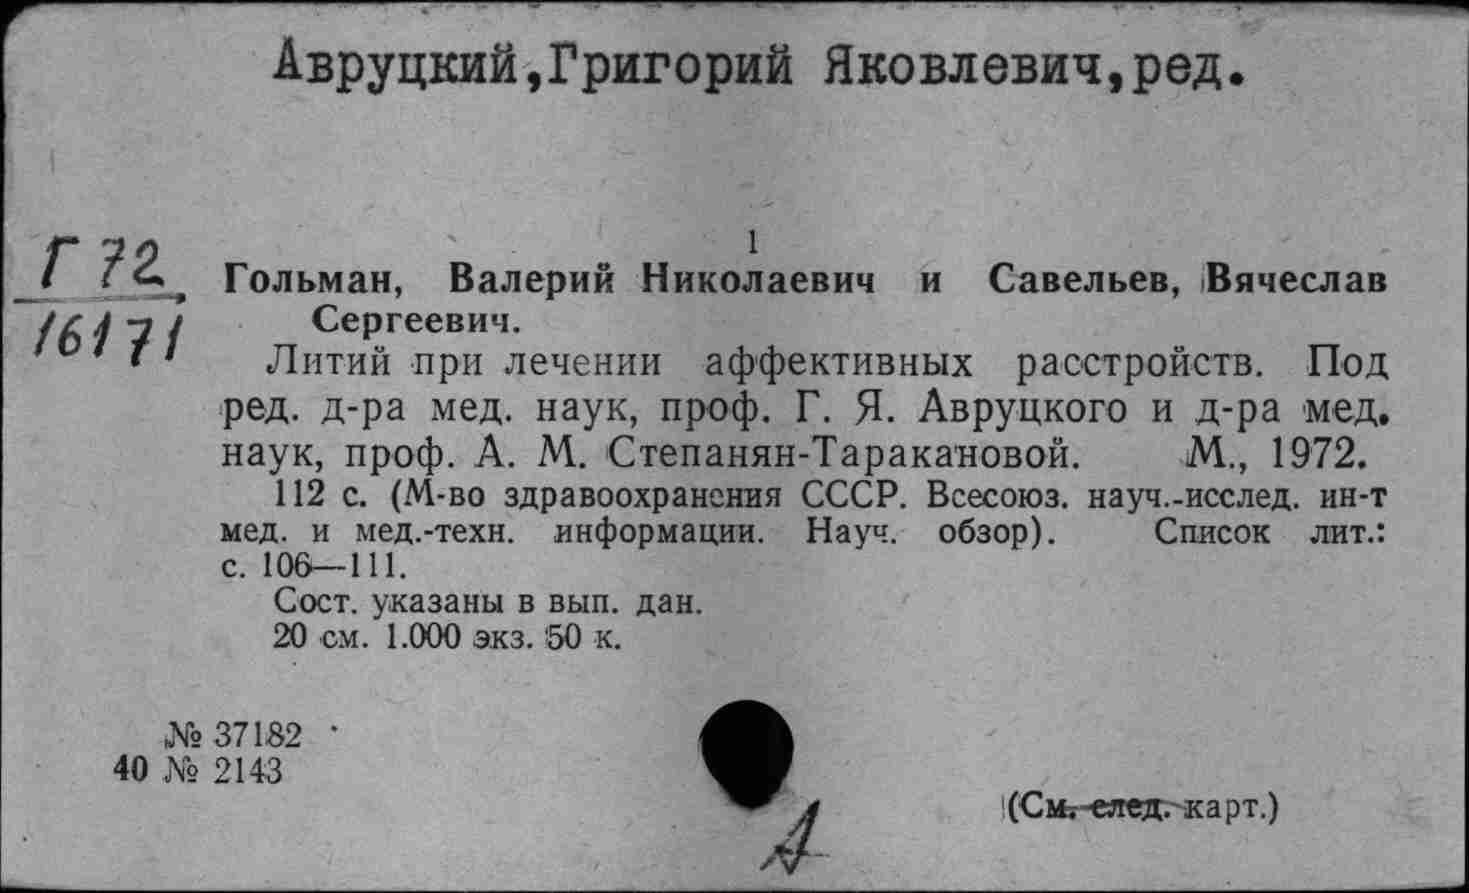 Авруцкий,Григорий Яковлевич,ред.
1
Г 72
16171
Гольман, Валерий Николаевич и Савельев, Вячеслав
Сергеевич.
Литий при лечении аффективных расстройств. Под
ред. д-ра мед. наук, проф. Г. Я. Авруцкого и д-ра мед.
наук, проф. А. М. Степанян-Таракановой. М., 1972.
112 с. (М-во здравоохранения СССР. Всесоюз. науч.-исслед. ин-т
мед. и мед.-техн. информации. Науч. обзор). Список лит.:
с. 106—111.
Сост. указаны в вып. дан.
20 см. 1.000 экз. 50 к.
№ 37182
40 № 2143
(См. след. карт.)
А